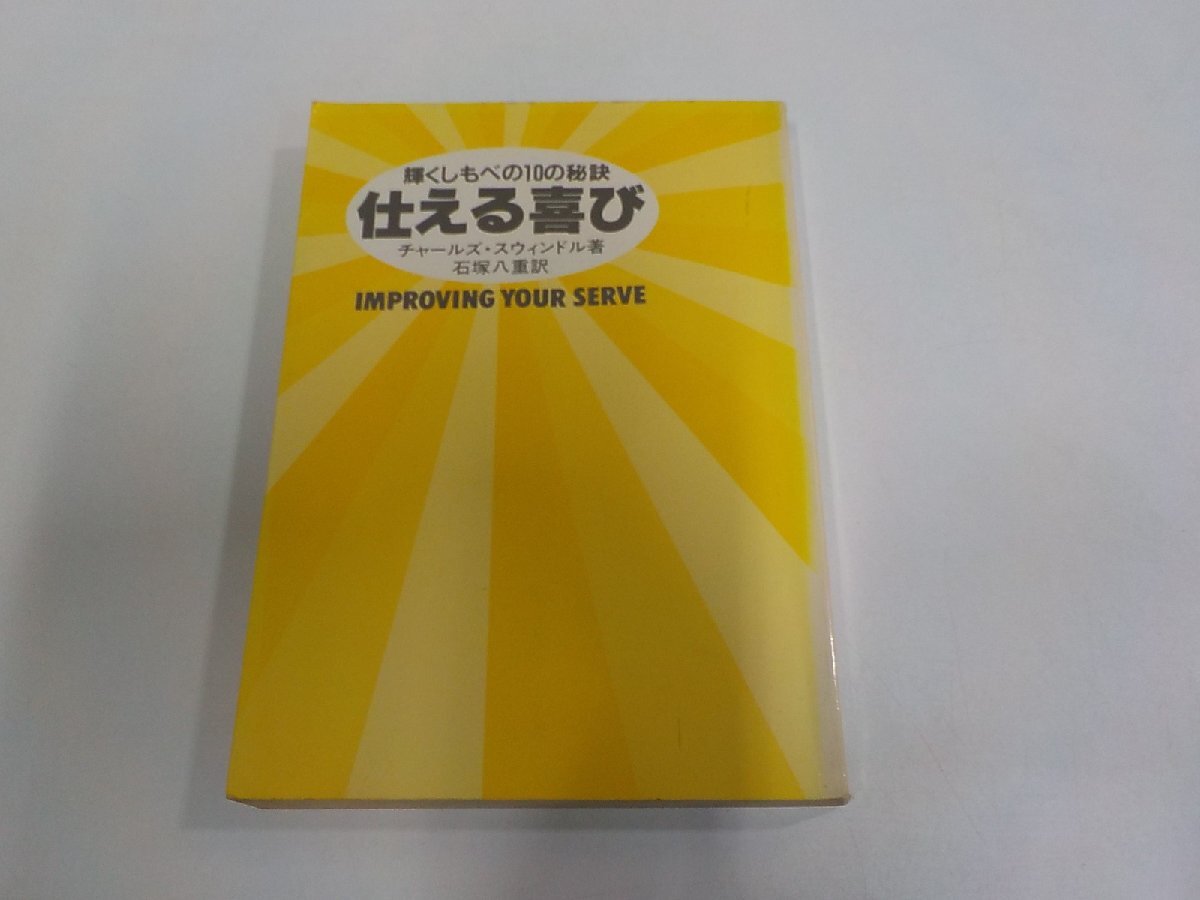 輝くしもべの10の秘訣
仕える喜び
チャールズ・スウィンドル著
石塚八重訳
IMPROVING YOUR SERVE